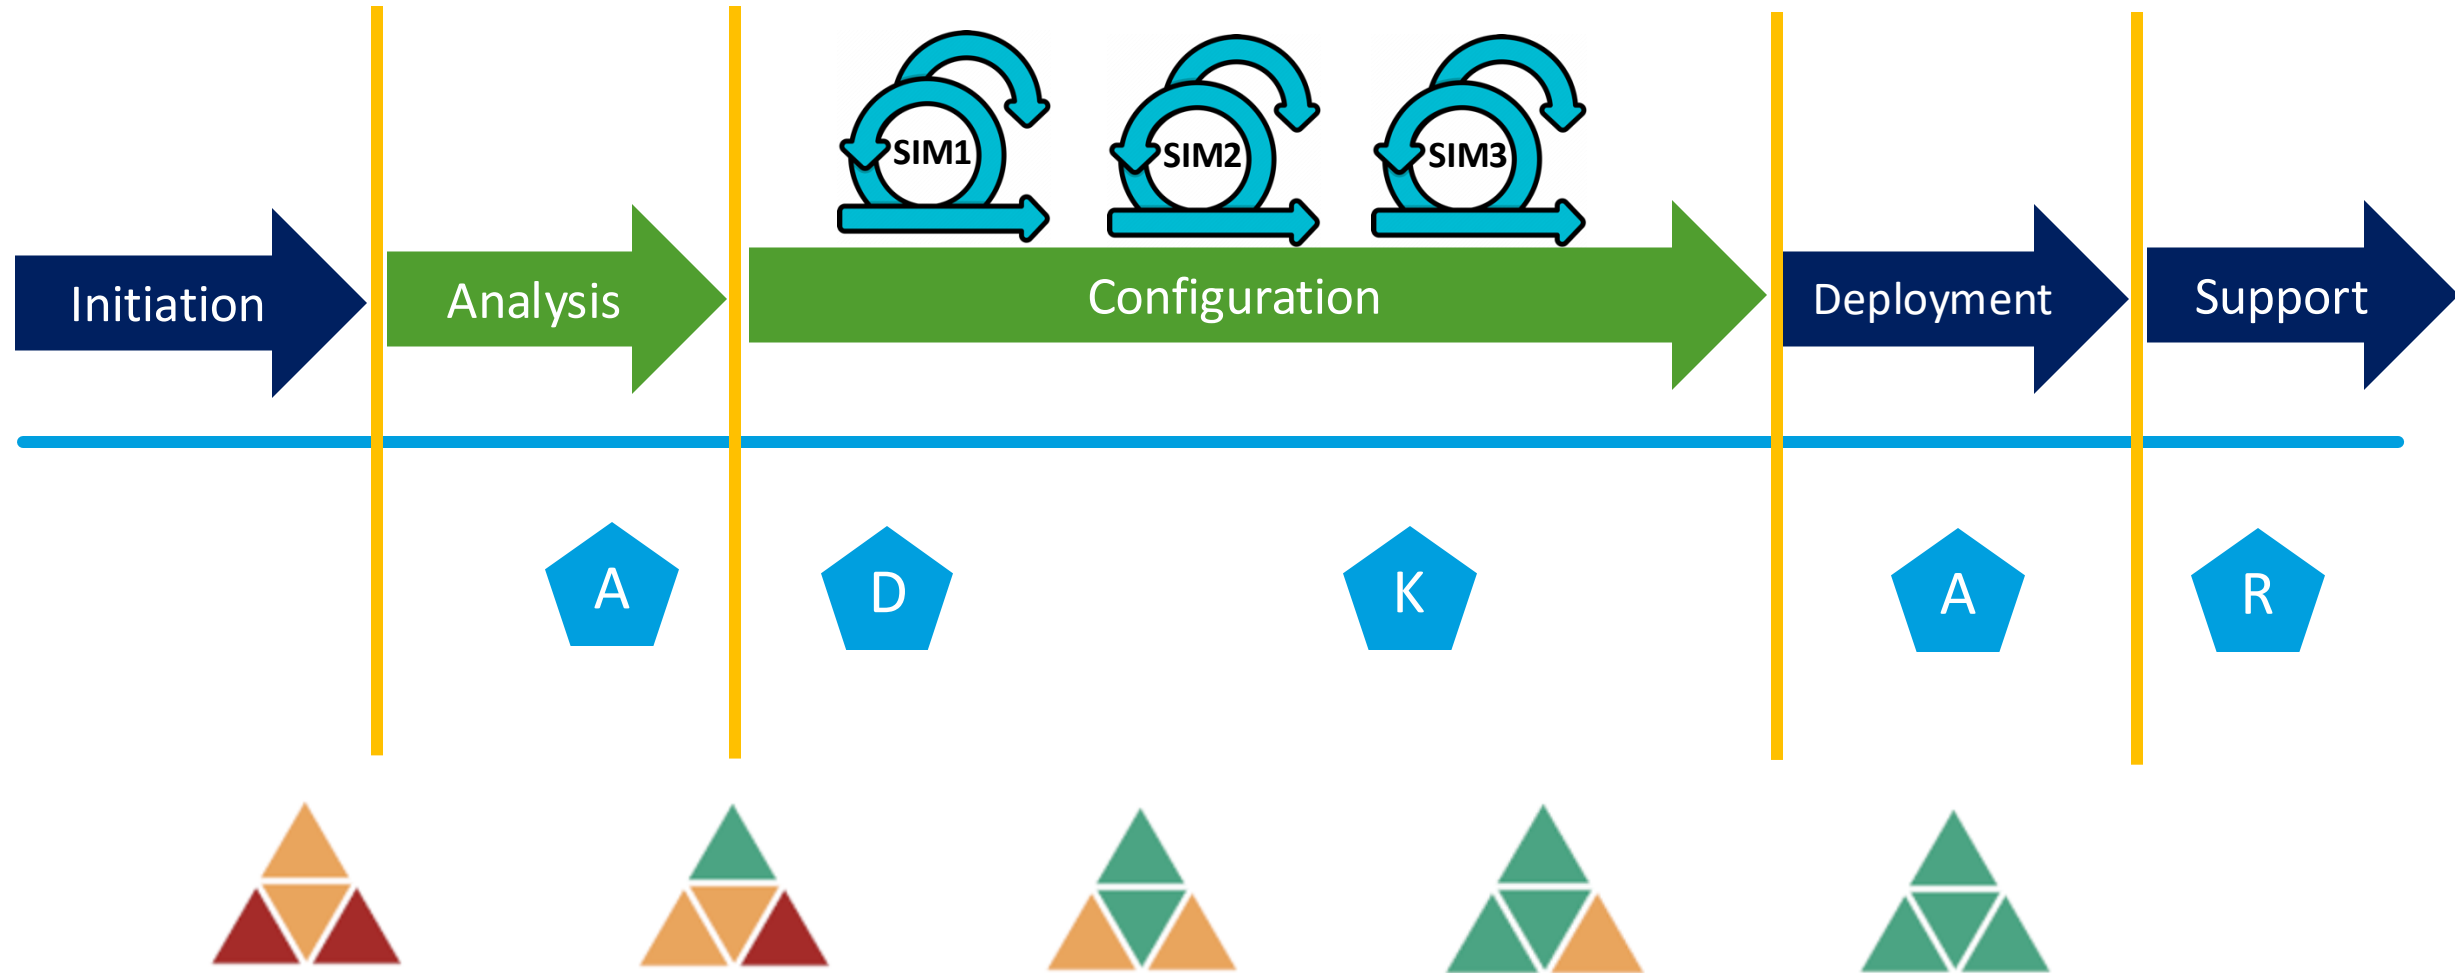 SIM1
SIM2
SIM3
Initiation
Analysis
Configuration
Deployment
Support
A
D
K
A
R